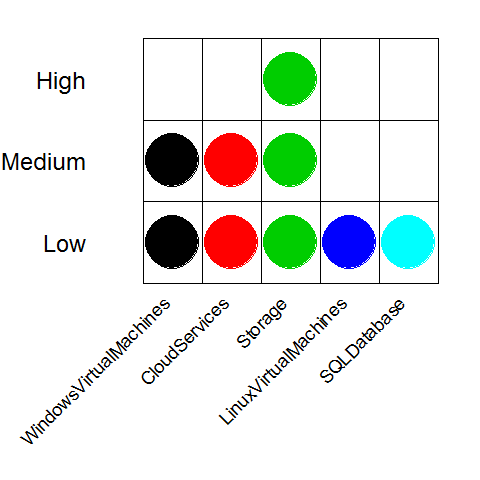 High
Medium
Low
WindowsVirtualMachines
CloudServices
Storage
LinuxVirtualMachines
SQLDatabase